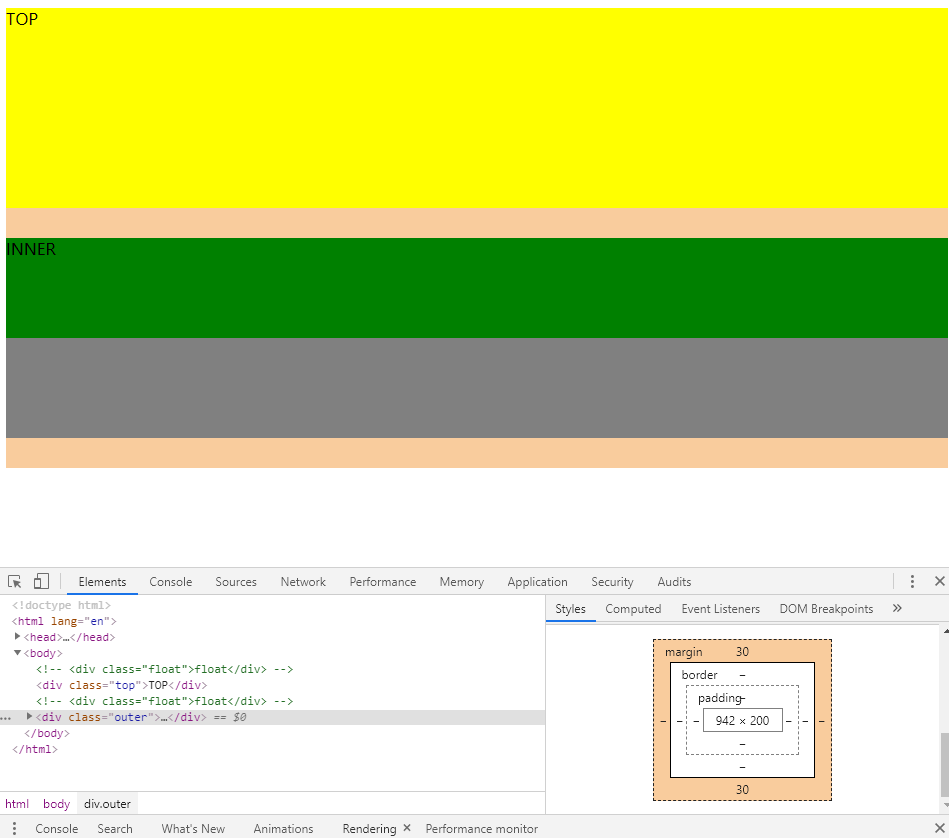 TOP
INNER
Elements Console Sources Network Performance Memory Application Security Audits
<!doctype html>
<html lang="en">
<head>…</head>
<body>
<!-- <div class="float">float</div> -->
<div class="top">TOP</div>
<!-- <div class="float">float</div> -->
… <div class="outer">…</div> == $0
</body>
</html>
html body div.outer
Styles Computed Event Listeners DOM Breakpoints »
margin 30
border –
padding –
– – – 942 × 200 – – –
–
–
30
Console Search What's New Animations Rendering × Performance monitor